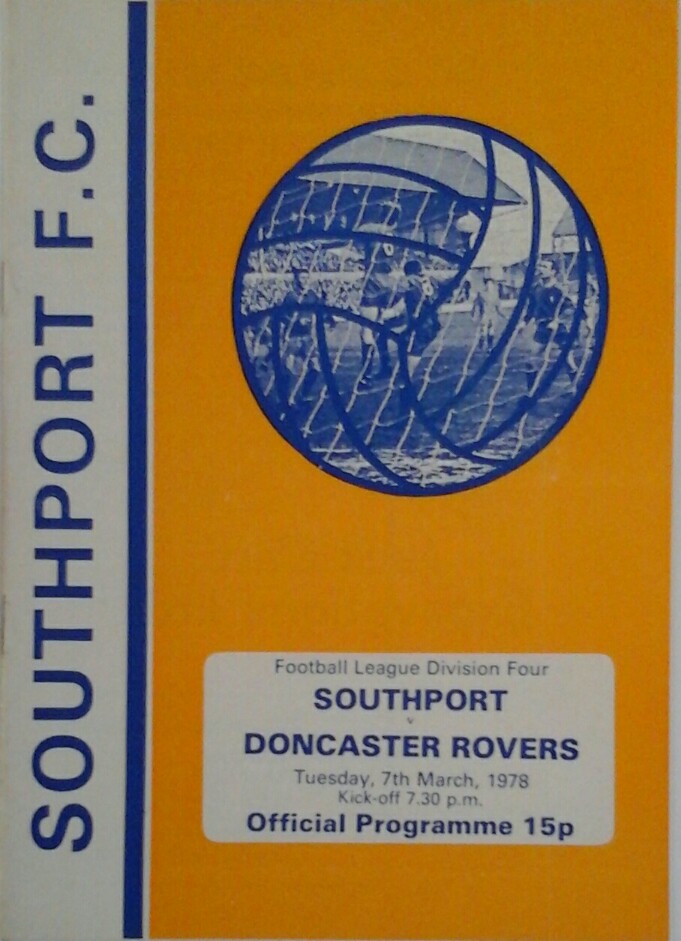 SOUTHPORT F.C.
Football League Division Four
SOUTHPORT
v
DONCASTER ROVERS
Tuesday, 7th March, 1978
Kick-off 7.30 p.m.
Official Programme 15p